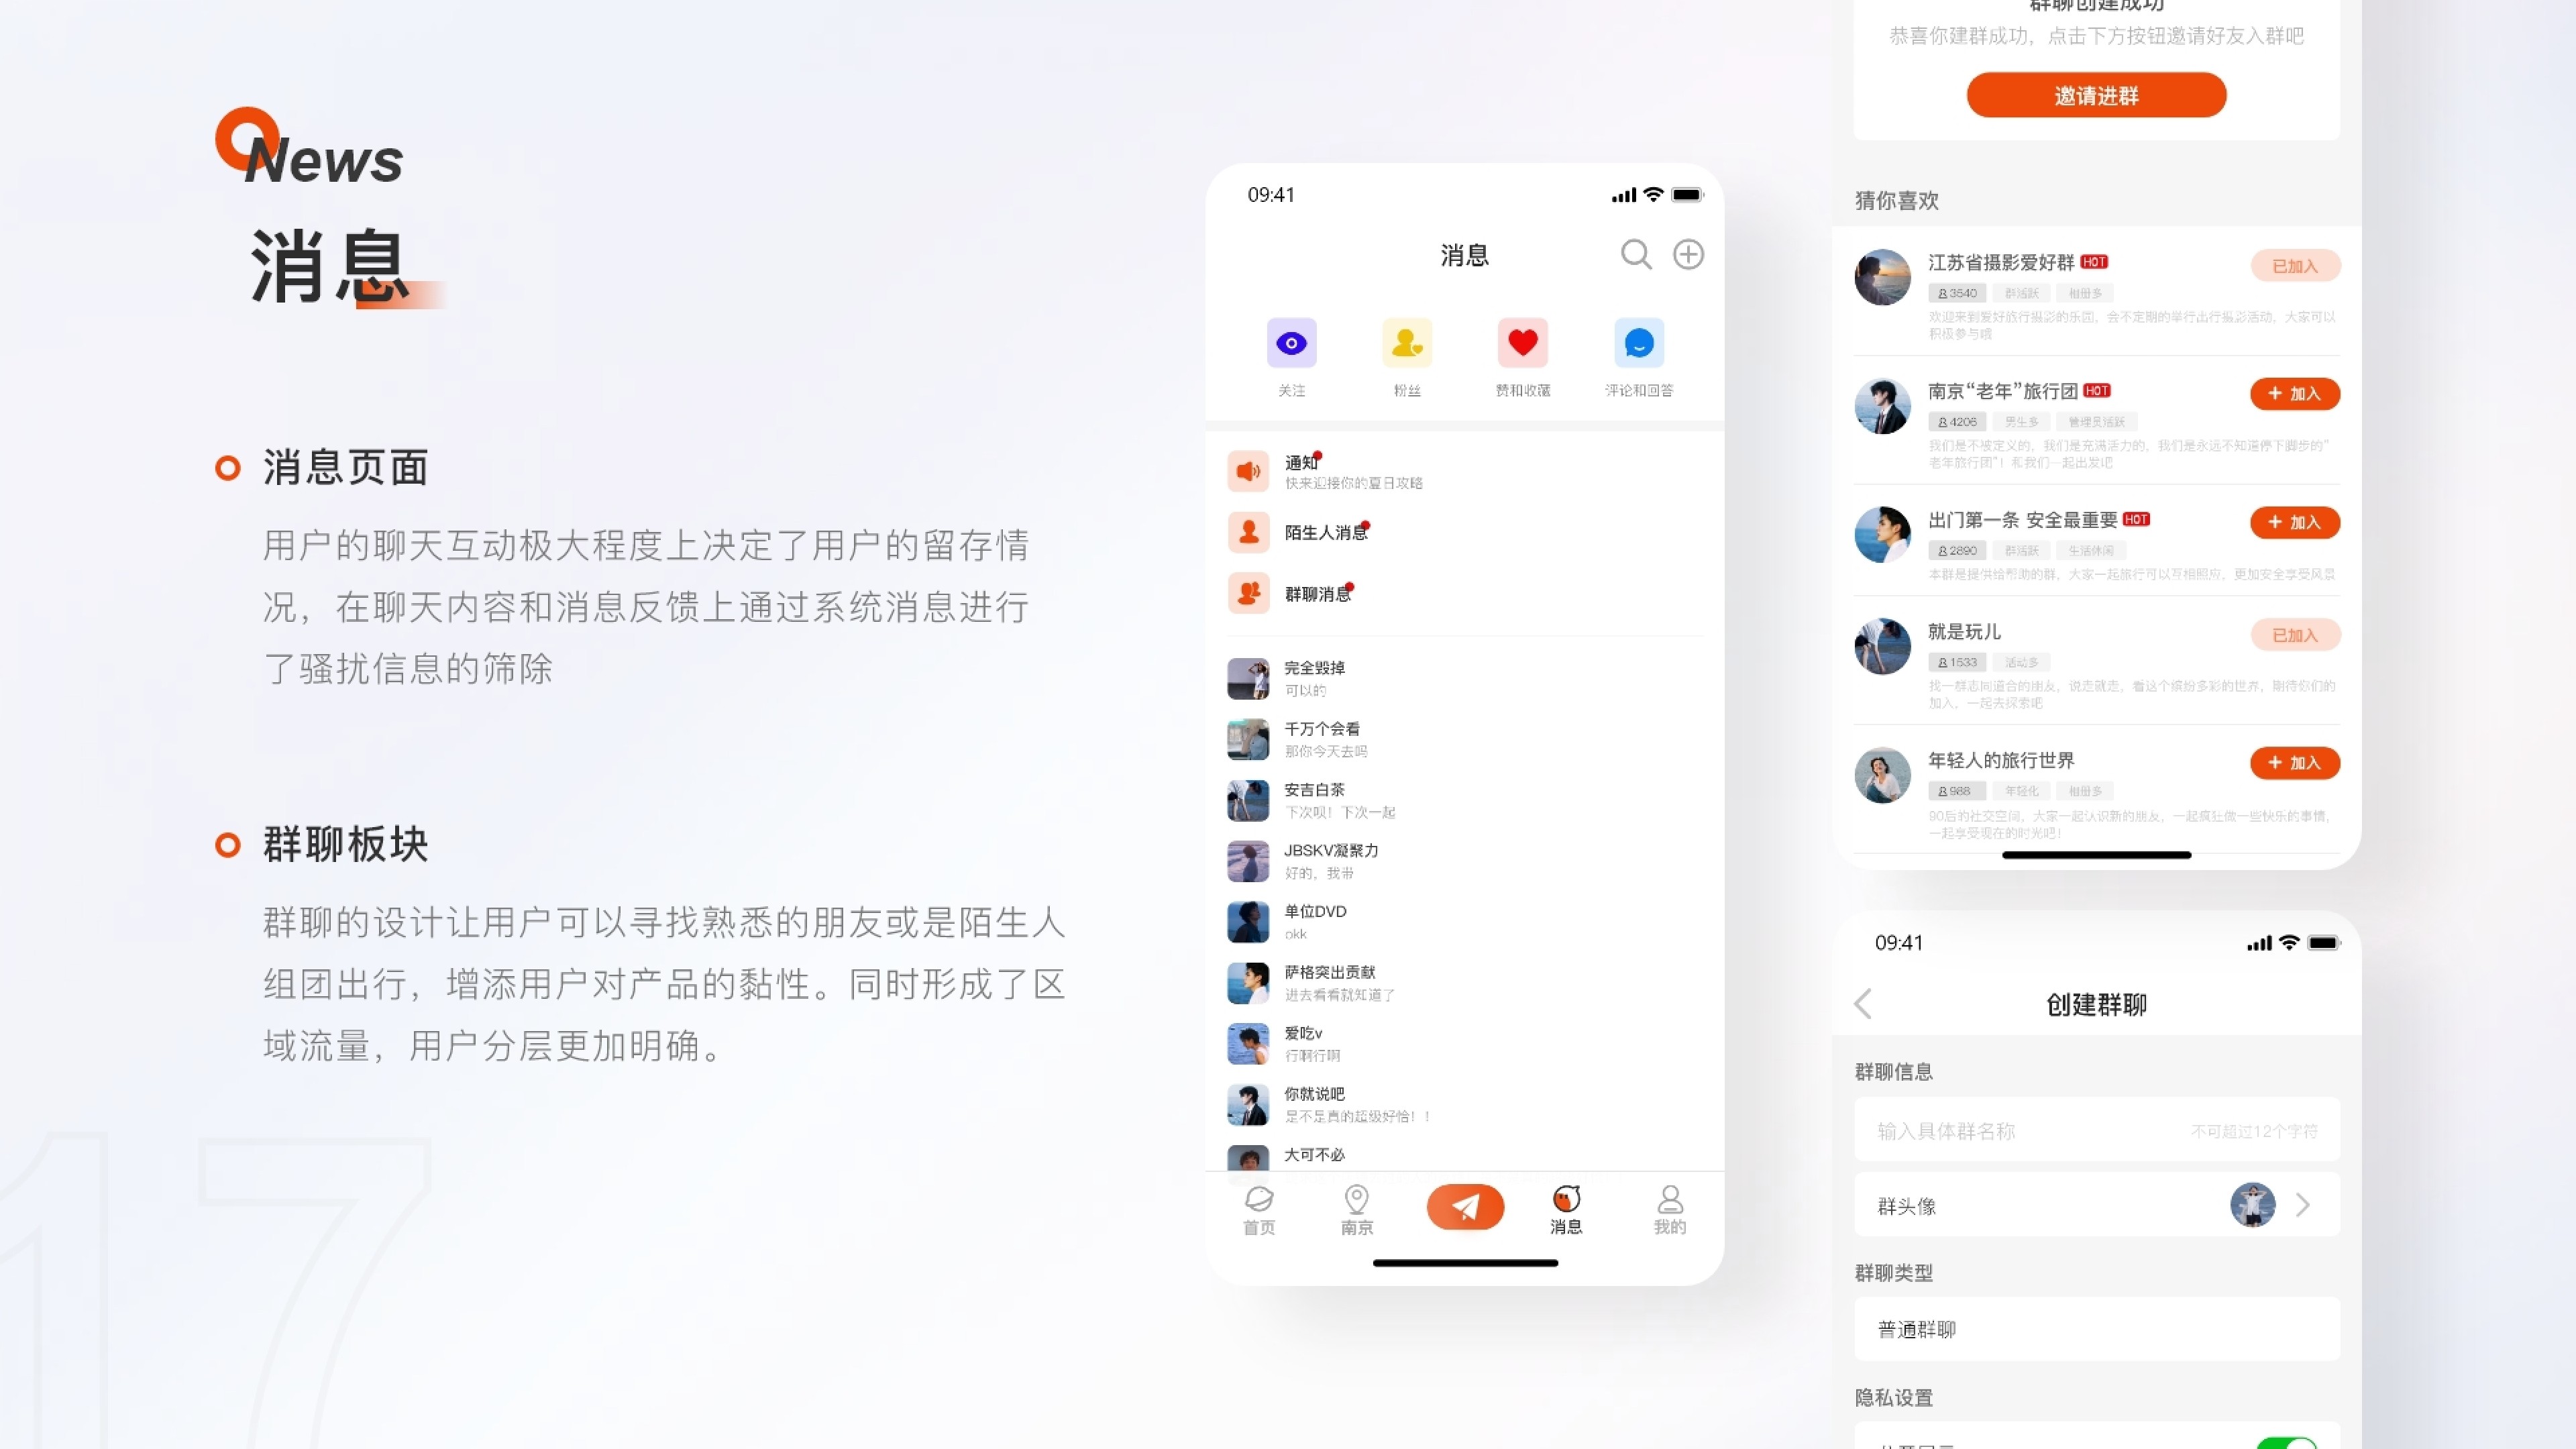 News
消息
消息页面
用户的聊天互动极大程度上决定了用户的留存情
况，在聊天内容和消息反馈上通过系统消息进行
了骚扰信息的筛除
群聊板块
群聊的设计让用户可以寻找熟悉的朋友或是陌生人
组团出行，增添用户对产品的黏性。同时形成了区
域流量，用户分层更加明确。
17
09:41
消息
关注
粉丝
赞和收藏
评论和回答
通知
快来迎接你的夏日攻略
陌生人消息
群聊消息
完全毁掉
可以的
千万个会看
那你今天去吗
安吉白茶
下次呗！下次一起
JBSKV凝聚力
好的，我带
单位DVD
okk
萨格突出贡献
进去看看就知道了
爱吃v
行啊行啊
你就说吧
是不是真的超级好恰！！
大可不必
首页
南京
消息
我的
群聊创建成功
恭喜你建群成功，点击下方按钮邀请好友入群吧
邀请进群
猜你喜欢
江苏省摄影爱好群 HOT
已加入
3540 群活跃 相册多
欢迎来到爱好旅行摄影的乐园，会不定期的举行出行摄影活动，大家可以
积极参与哦
南京“老年”旅行团 HOT
+ 加入
4206 男生多 管理员活跃
我们是不被定义的，我们是充满活力的，我们是永远不知道停下脚步的”
老年旅行团”！和我们一起出发吧
出门第一条 安全最重要 HOT
+ 加入
2890 群活跃 生活休闲
本群是提供给帮助的群，大家一起旅行可以互相照应，更加安全享受风景
就是玩儿
已加入
1533 活动多
找一群志同道合的朋友，说走就走，看这个缤纷多彩的世界，期待你们的
加入，一起去探索吧
年轻人的旅行世界
+ 加入
988 年轻化 相册多
90后的社交空间，大家一起认识新的朋友，一起疯狂做一些快乐的事情，
一起享受现在的时光吧！
09:41
创建群聊
群聊信息
输入具体群名称
不可超过12个字符
群头像
群聊类型
普通群聊
隐私设置